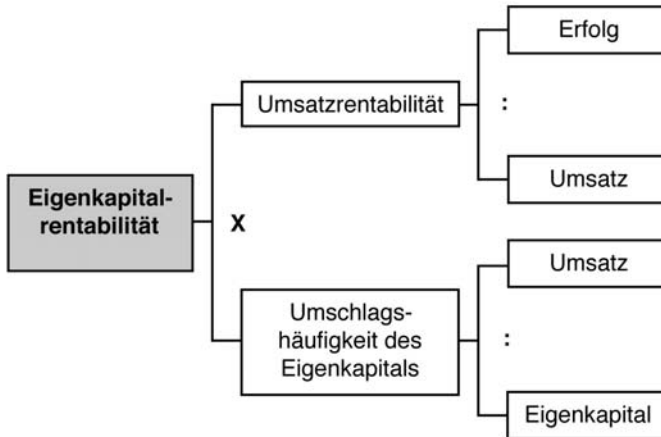 Erfolg
Umsatzrentabilität
:
Umsatz
Eigenkapital-
rentabilität
X
Umsatz
Umschlags-
häufigkeit des
Eigenkapitals
:
Eigenkapital